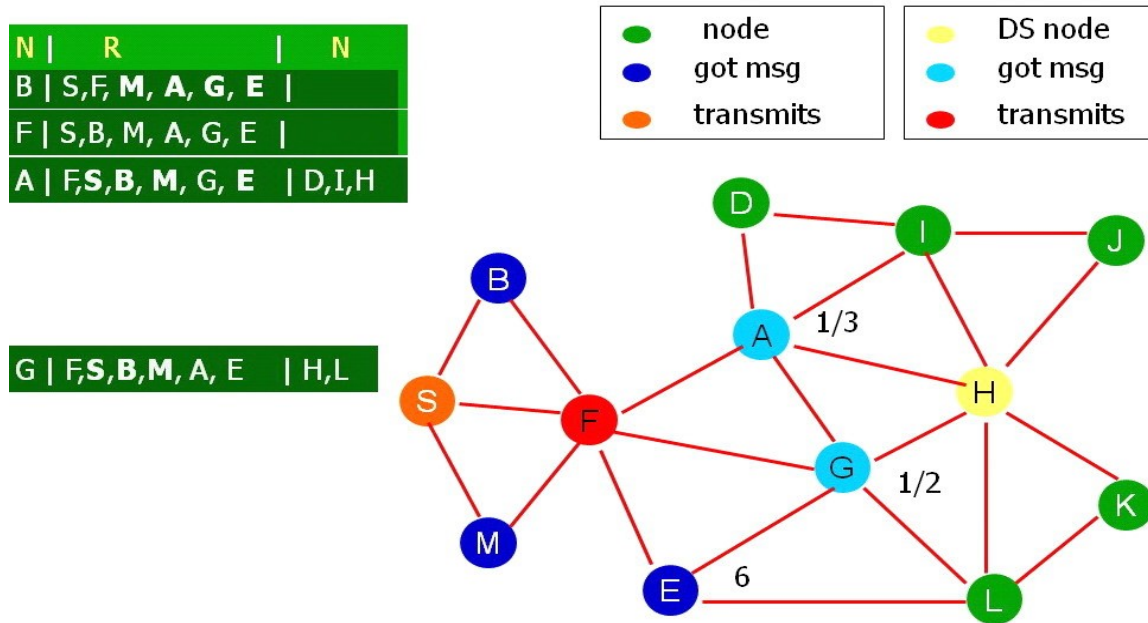 N | R | N
B | S,F, M, A, G, E |
F | S,B, M, A, G, E |
A | F,S,B, M, G, E | D,I,H
G | F,S,B,M, A, E | H,L
node
got msg
transmits
DS node
got msg
transmits
D
I
J
B
A
1/3
S
F
H
G
1/2
K
M
E
6
L